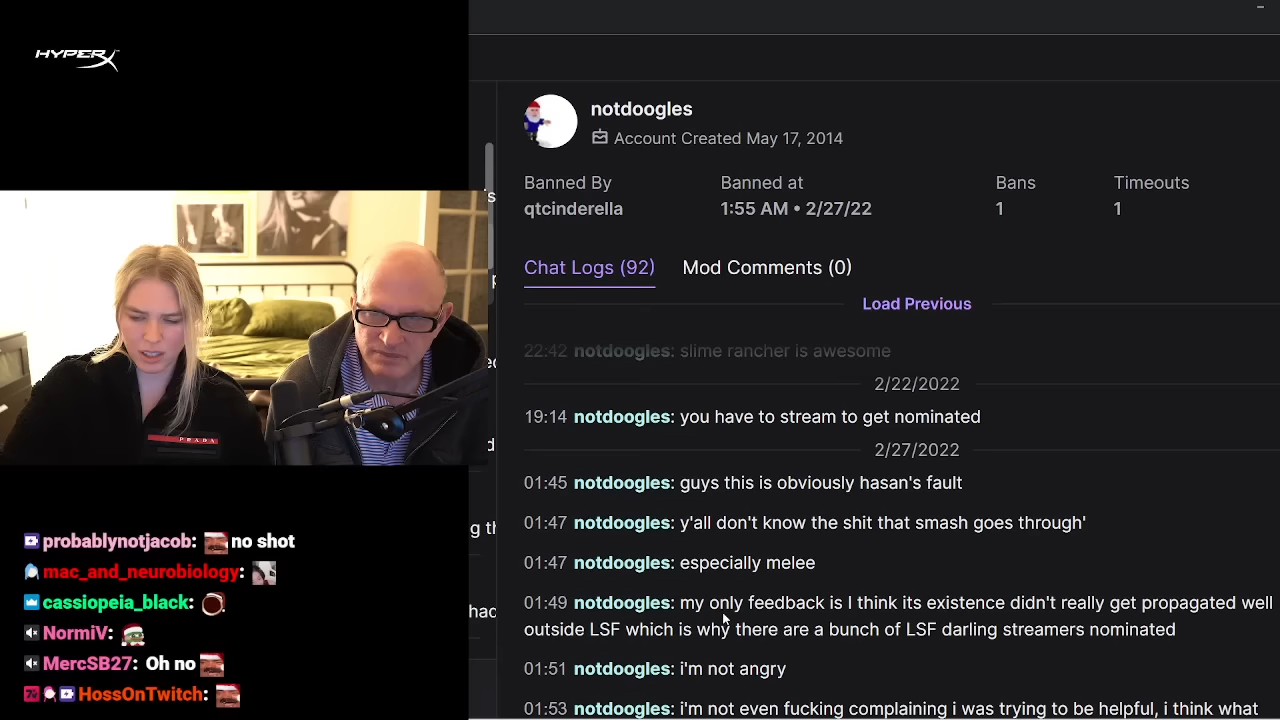 HYPERX
notdoogles
Account Created May 17, 2014
Banned By
Banned at
Bans
Timeouts
qtcinderella
1:55 AM • 2/27/22
1
1
Chat Logs (92)
Mod Comments (0)
Load Previous
22:42 notdoogles: slime rancher is awesome
2/22/2022
19:14 notdoogles: you have to stream to get nominated
2/27/2022
01:45 notdoogles: guys this is obviously hasan's fault
01:47 notdoogles: y'all don't know the shit that smash goes through'
01:47 notdoogles: especially melee
01:49 notdoogles: my only feedback is I think its existence didn't really get propagated well
outside LSF which is why there are a bunch of LSF darling streamers nominated
01:51 notdoogles: i'm not angry
01:53 notdoogles: i'm not even fucking complaining i was trying to be helpful, i think what
PRADA
probablynotjacob: no shot
mac_and_neurobiology:
cassiopeia_black:
NormiV:
MercSB27: Oh no
HossOnTwitch: